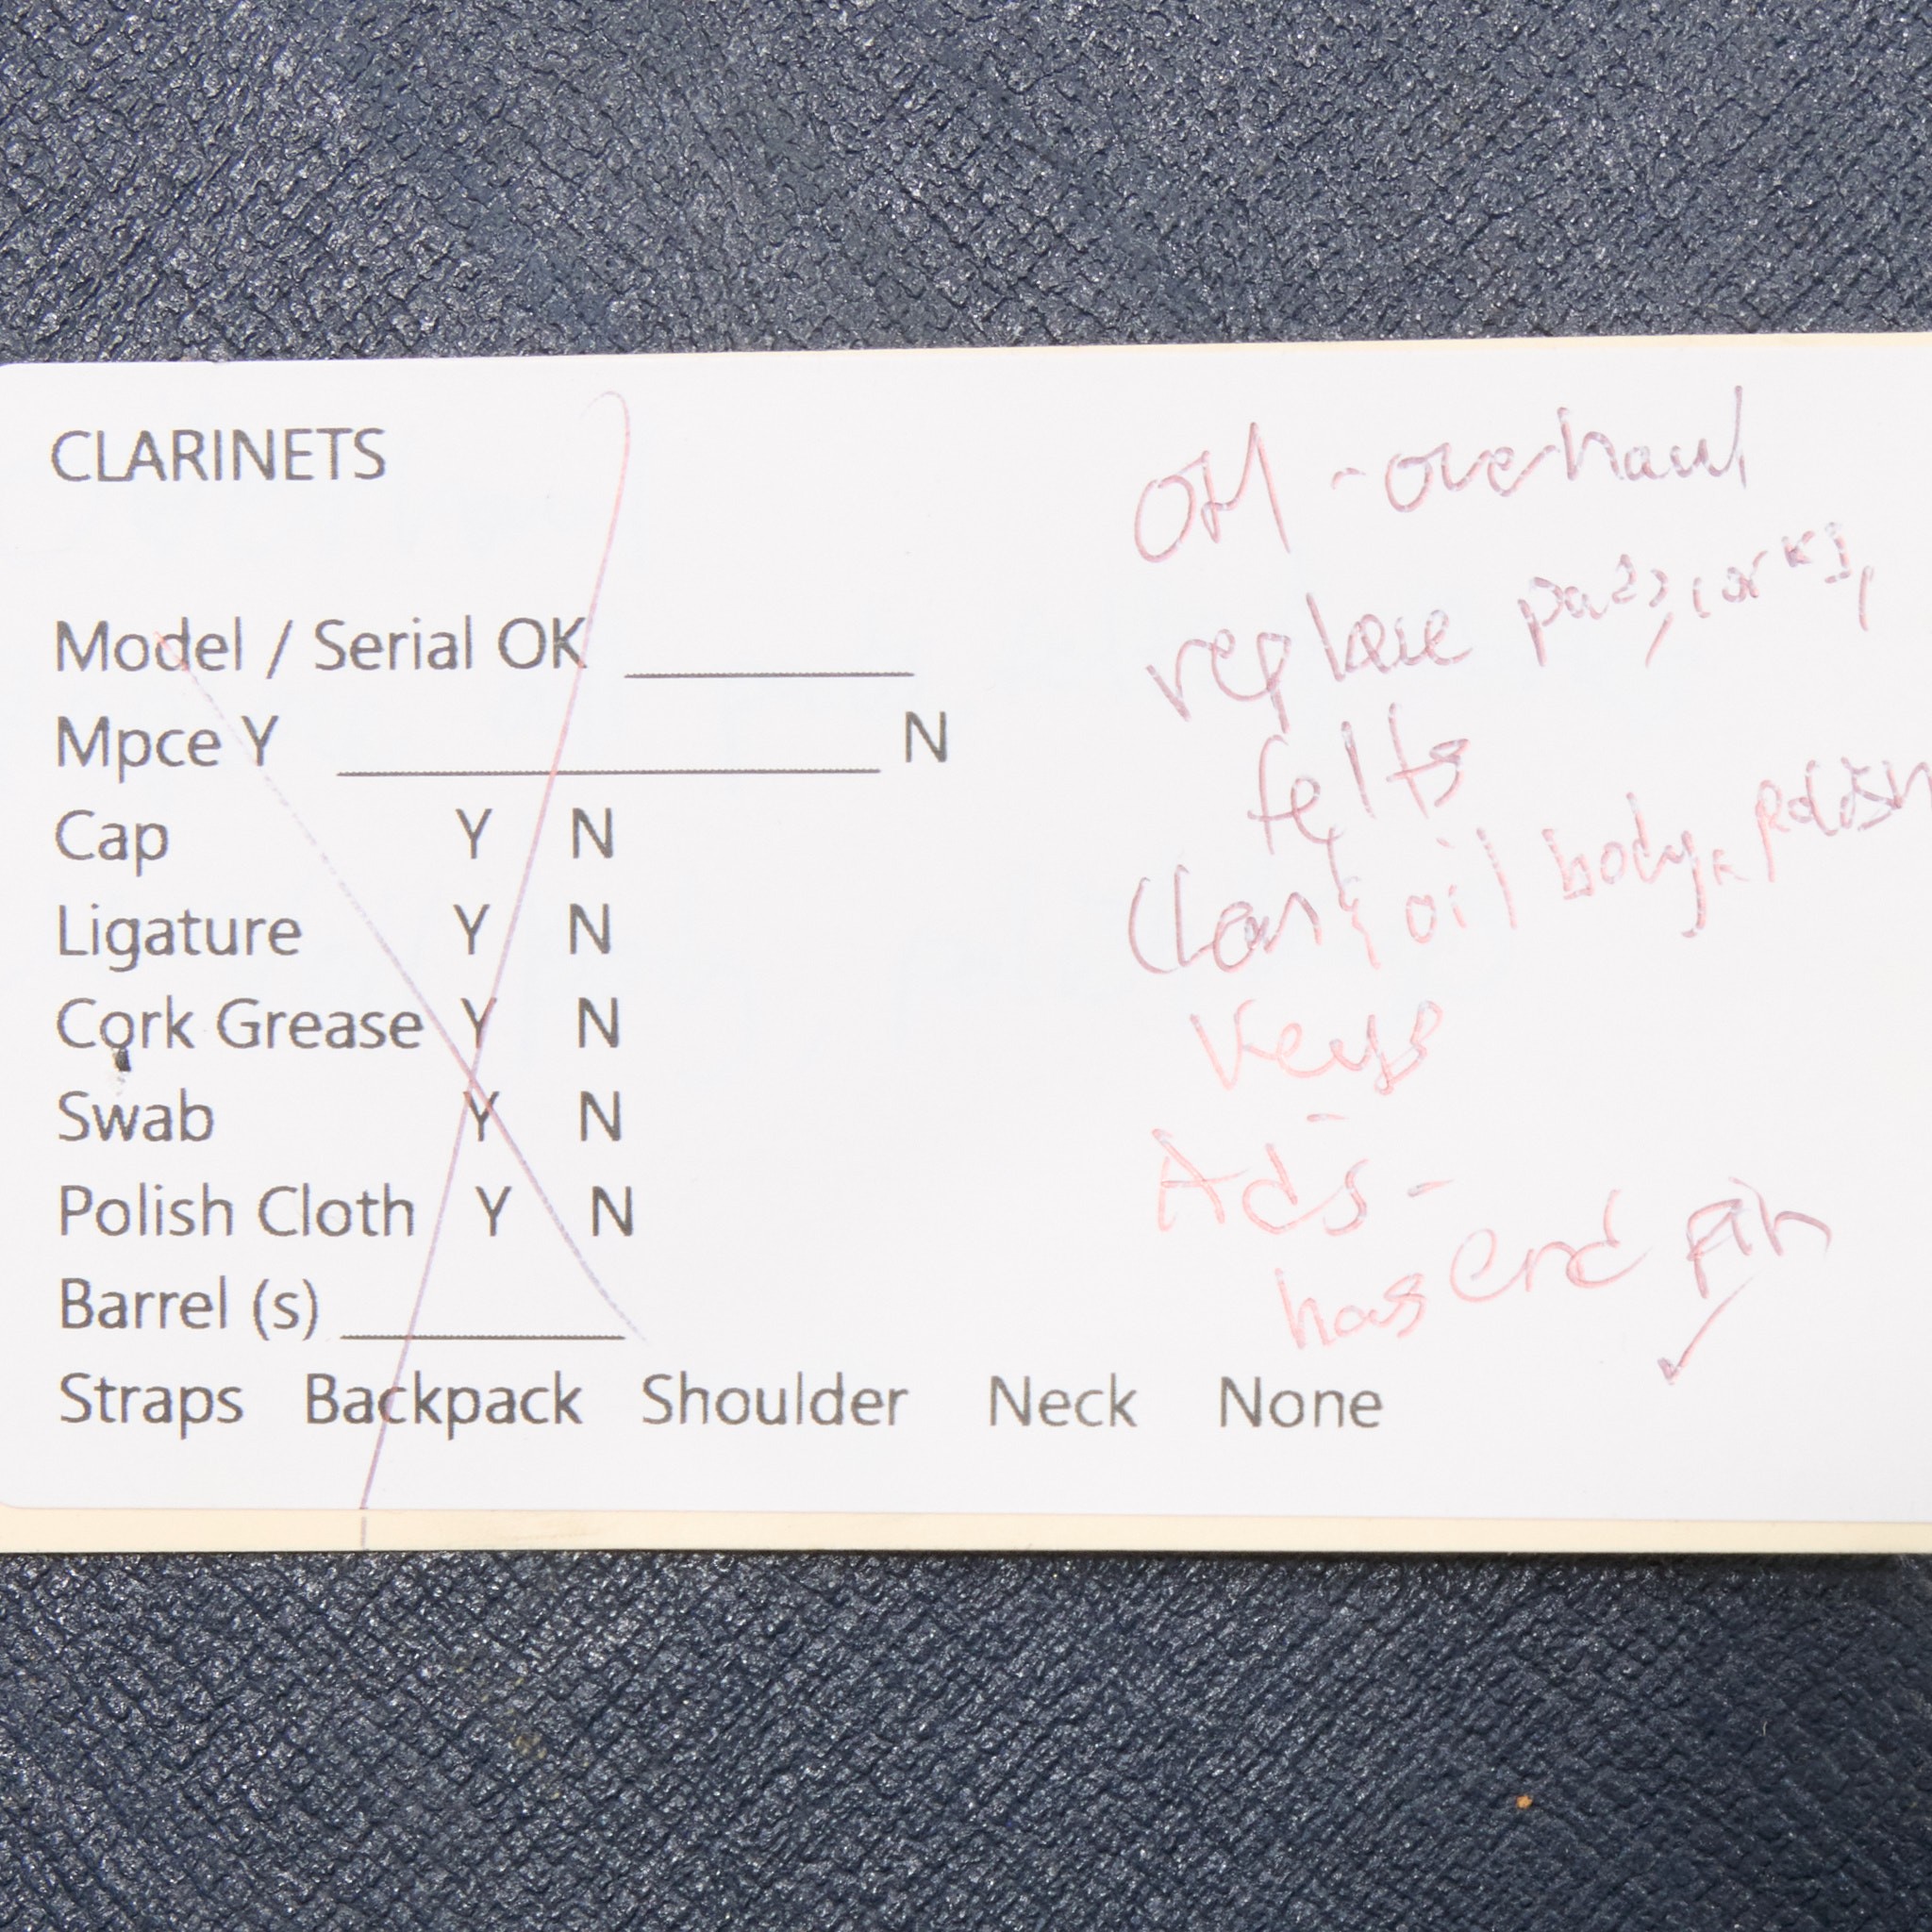 CLARINETS
Model / Serial OK
Mpce Y N
Cap Y N
Ligature Y N
Cork Grease Y N
Swab Y N
Polish Cloth Y N
Barrel (s)
Straps Backpack Shoulder Neck None
OH - overhaul
replace pads, corks,
felts
Clean & oil body, polish
Keys
Ads -
has end pin